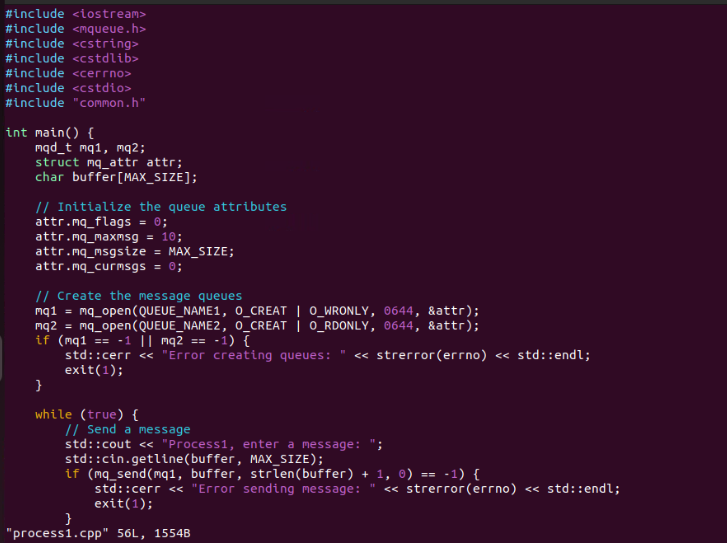 #include <iostream>
#include <mqueue.h>
#include <cstring>
#include <cstdlib>
#include <cerrno>
#include <cstdio>
#include "common.h"

int main() {
    mqd_t mq1, mq2;
    struct mq_attr attr;
    char buffer[MAX_SIZE];

    // Initialize the queue attributes
    attr.mq_flags = 0;
    attr.mq_maxmsg = 10;
    attr.mq_msgsize = MAX_SIZE;
    attr.mq_curmsgs = 0;

    // Create the message queues
    mq1 = mq_open(QUEUE_NAME1, O_CREAT | O_WRONLY, 0644, &attr);
    mq2 = mq_open(QUEUE_NAME2, O_CREAT | O_RDONLY, 0644, &attr);
    if (mq1 == -1 || mq2 == -1) {
        std::cerr << "Error creating queues: " << strerror(errno) << std::endl;
        exit(1);
    }

    while (true) {
        // Send a message
        std::cout << "Process1, enter a message: ";
        std::cin.getline(buffer, MAX_SIZE);
        if (mq_send(mq1, buffer, strlen(buffer) + 1, 0) == -1) {
            std::cerr << "Error sending message: " << strerror(errno) << std::endl;
            exit(1);
        }
"process1.cpp" 56L, 1554B